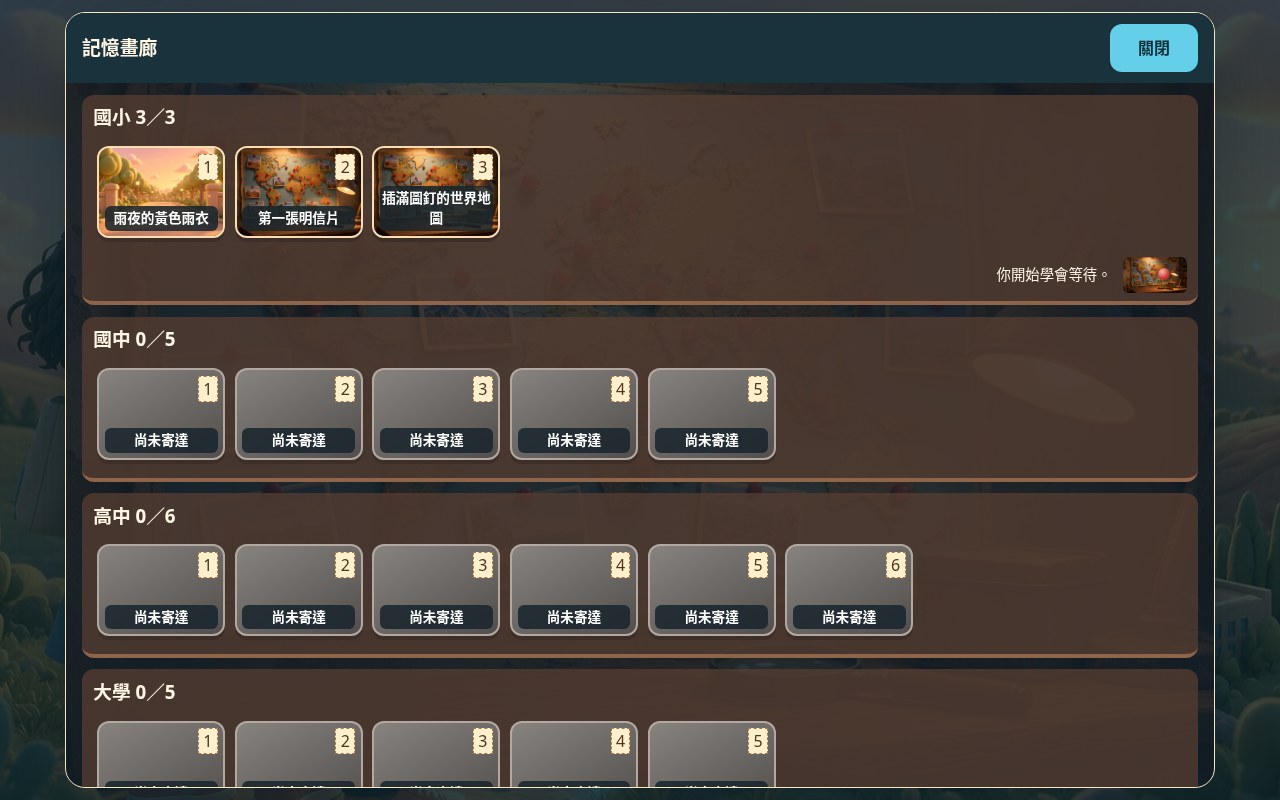 記憶畫廊
關閉
國小 3／3
1
雨夜的黃色雨衣
2
第一張明信片
3
插滿圖釘的世界地
圖
你開始學會等待。
國中 0／5
1
尚未寄達
2
尚未寄達
3
尚未寄達
4
尚未寄達
5
尚未寄達
高中 0／6
1
尚未寄達
2
尚未寄達
3
尚未寄達
4
尚未寄達
5
尚未寄達
6
尚未寄達
大學 0／5
1
2
3
4
5